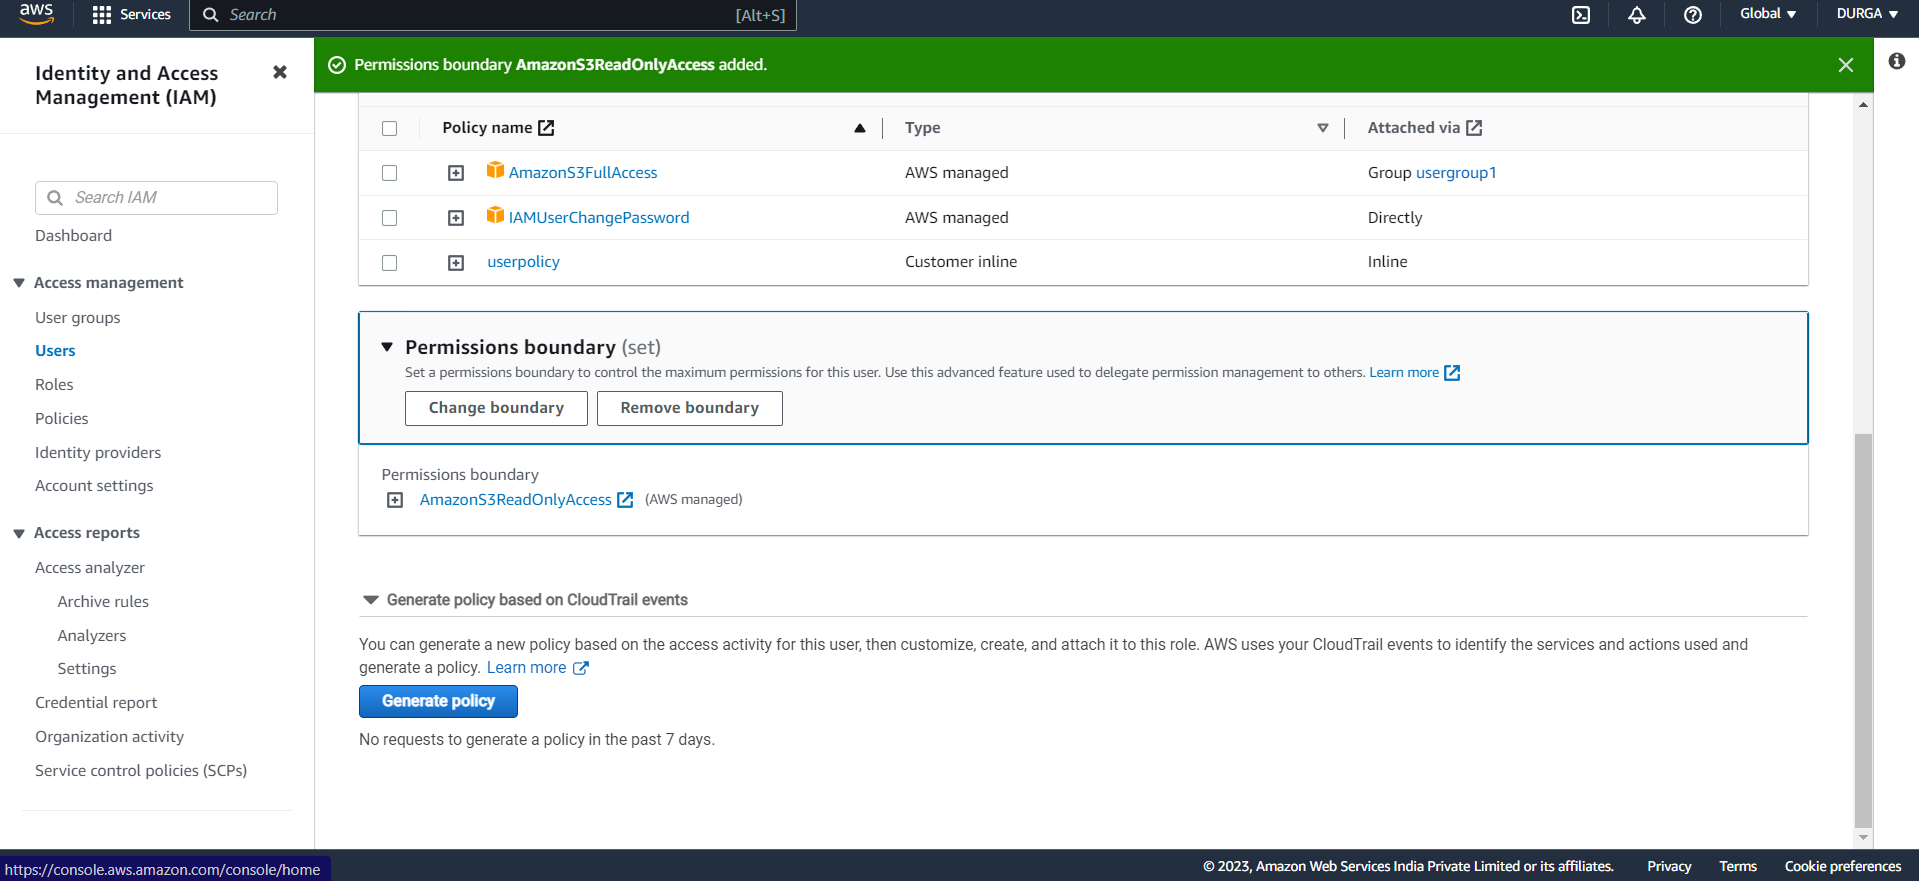 aws
Services
Search
[Alt+S]
Global
DURGA
Identity and Access
Management (IAM)
Search IAM
Dashboard
Access management
User groups
Users
Roles
Policies
Identity providers
Account settings
Access reports
Access analyzer
Archive rules
Analyzers
Settings
Credential report
Organization activity
Service control policies (SCPs)
Permissions boundary AmazonS3ReadOnlyAccess added.
Policy name Type Attached via
AmazonS3FullAccess AWS managed Group usergroup1
IAMUserChangePassword AWS managed Directly
userpolicy Customer inline Inline
Permissions boundary (set)
Set a permissions boundary to control the maximum permissions for this user. Use this advanced feature used to delegate permission management to others. Learn more
Change boundary Remove boundary
Permissions boundary
AmazonS3ReadOnlyAccess (AWS managed)
Generate policy based on CloudTrail events
You can generate a new policy based on the access activity for this user, then customize, create, and attach it to this role. AWS uses your CloudTrail events to identify the services and actions used and
generate a policy. Learn more
Generate policy
No requests to generate a policy in the past 7 days.
https://console.aws.amazon.com/console/home
© 2023, Amazon Web Services India Private Limited or its affiliates. Privacy Terms Cookie preferences